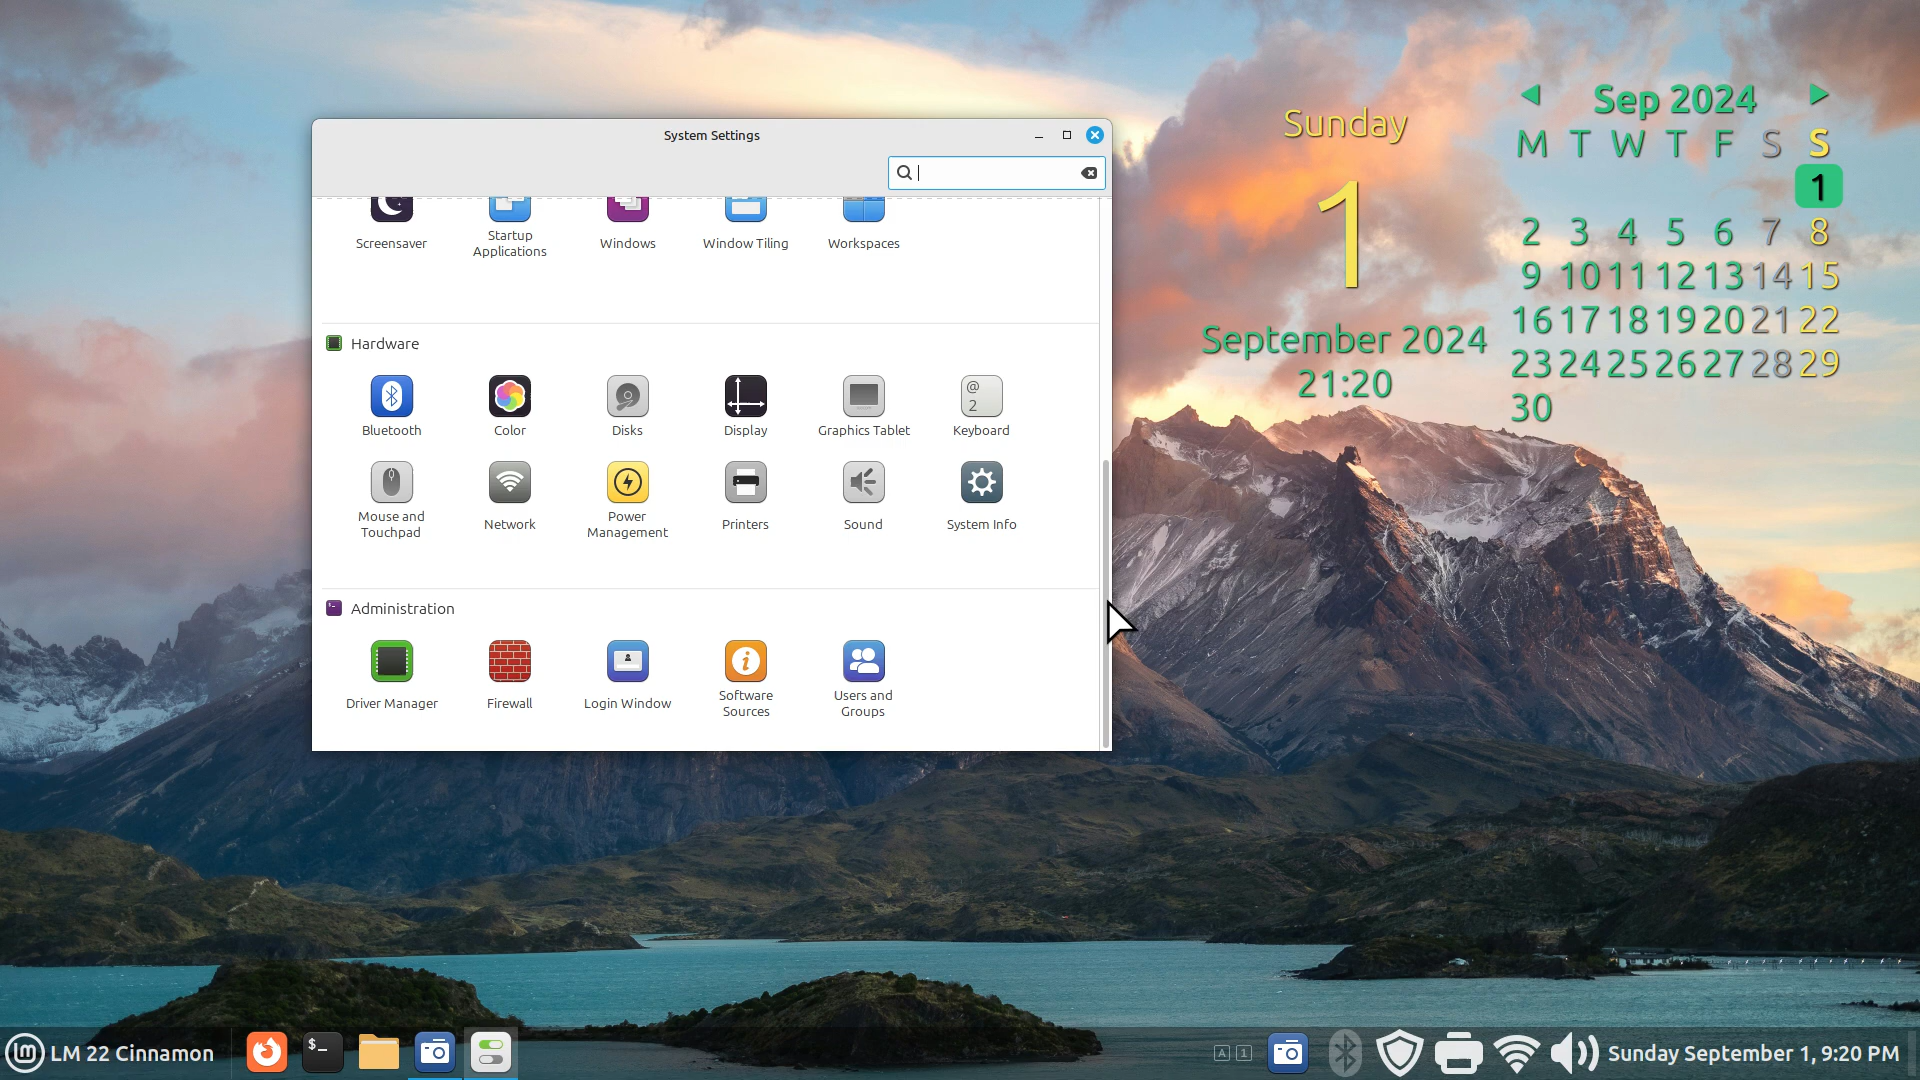 System Settings
Screensaver
Startup
Applications
Windows
Window Tiling
Workspaces
Hardware
Bluetooth
Color
Disks
Display
Graphics Tablet
@
2
Keyboard
Mouse and
Touchpad
Network
Power
Management
Printers
Sound
System Info
Administration
Driver Manager
Firewall
Login Window
Software
Sources
Users and
Groups
Sunday
1
September 2024
21:20
Sep 2024
M T W T F S S
1
2 3 4 5 6 7 8
9 10 11 12 13 14 15
16 17 18 19 20 21 22
23 24 25 26 27 28 29
30
LM 22 Cinnamon
$_
A 1
Sunday September 1, 9:20 PM